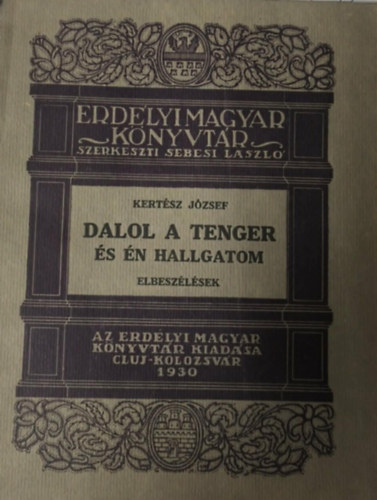 ERDÉLYI MAGYAR
KÖNYVTÁR
SZERKESZTI SEBESI LÁSZLÓ
KERTÉSZ JÓZSEF
DALOL A TENGER
ÉS ÉN HALLGATOM
ELBESZÉLÉSEK
AZ ERDÉLYI MAGYAR
KÖNYVTÁR KIADÁSA
CLUJ-KOLOZSVÁR
1930